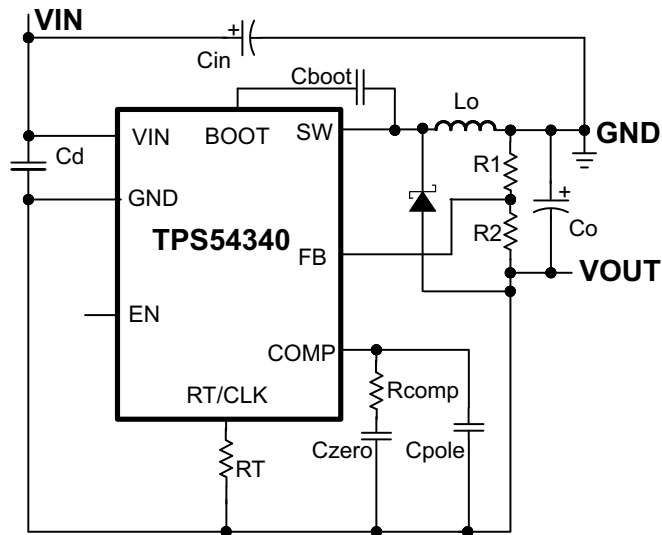 VIN
+
Cin
Cboot
Lo
VIN
BOOT
SW
GND
Cd
R1
GND
+
TPS54340
R2
Co
FB
VOUT
EN
COMP
RT/CLK
Rcomp
RT
Czero
Cpole